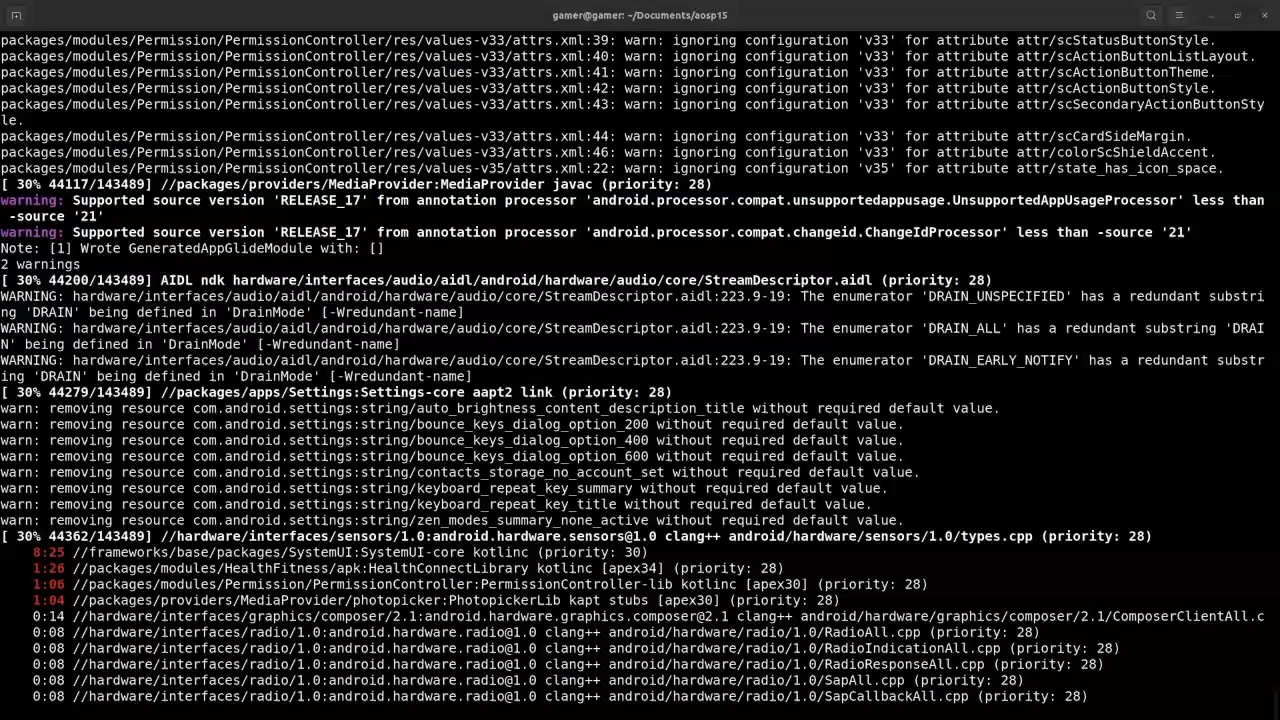 gamer@gamer: ~/Documents/aosp15
packages/modules/Permission/PermissionController/res/values-v33/attrs.xml:39: warn: ignoring configuration 'v33' for attribute attr/scStatusButtonStyle.
packages/modules/Permission/PermissionController/res/values-v33/attrs.xml:40: warn: ignoring configuration 'v33' for attribute attr/scActionButtonListLayout.
packages/modules/Permission/PermissionController/res/values-v33/attrs.xml:41: warn: ignoring configuration 'v33' for attribute attr/scActionButtonTheme.
packages/modules/Permission/PermissionController/res/values-v33/attrs.xml:42: warn: ignoring configuration 'v33' for attribute attr/scActionButtonStyle.
packages/modules/Permission/PermissionController/res/values-v33/attrs.xml:43: warn: ignoring configuration 'v33' for attribute attr/scSecondaryActionButtonSty
le.
packages/modules/Permission/PermissionController/res/values-v33/attrs.xml:44: warn: ignoring configuration 'v33' for attribute attr/scCardSideMargin.
packages/modules/Permission/PermissionController/res/values-v33/attrs.xml:46: warn: ignoring configuration 'v33' for attribute attr/colorScShieldAccent.
packages/modules/Permission/PermissionController/res/values-v35/attrs.xml:22: warn: ignoring configuration 'v35' for attribute attr/state_has_icon_space.
[ 30% 44117/143489] //packages/providers/MediaProvider:MediaProvider javac (priority: 28)
warning: Supported source version 'RELEASE_17' from annotation processor 'android.processor.compat.unsupportedappusage.UnsupportedAppUsageProcessor' less than
 -source '21'
warning: Supported source version 'RELEASE_17' from annotation processor 'android.processor.compat.changeid.ChangeIdProcessor' less than -source '21'
Note: [1] Wrote GeneratedAppGlideModule with: []
2 warnings
[ 30% 44200/143489] AIDL ndk hardware/interfaces/audio/aidl/android/hardware/audio/core/StreamDescriptor.aidl (priority: 28)
WARNING: hardware/interfaces/audio/aidl/android/hardware/audio/core/StreamDescriptor.aidl:223.9-19: The enumerator 'DRAIN_UNSPECIFIED' has a redundant substri
ng 'DRAIN' being defined in 'DrainMode' [-Wredundant-name]
WARNING: hardware/interfaces/audio/aidl/android/hardware/audio/core/StreamDescriptor.aidl:223.9-19: The enumerator 'DRAIN_ALL' has a redundant substring 'DRAI
N' being defined in 'DrainMode' [-Wredundant-name]
WARNING: hardware/interfaces/audio/aidl/android/hardware/audio/core/StreamDescriptor.aidl:223.9-19: The enumerator 'DRAIN_EARLY_NOTIFY' has a redundant substr
ing 'DRAIN' being defined in 'DrainMode' [-Wredundant-name]
[ 30% 44279/143489] //packages/apps/Settings:Settings-core aapt2 link (priority: 28)
warn: removing resource com.android.settings:string/auto_brightness_content_description_title without required default value.
warn: removing resource com.android.settings:string/bounce_keys_dialog_option_200 without required default value.
warn: removing resource com.android.settings:string/bounce_keys_dialog_option_400 without required default value.
warn: removing resource com.android.settings:string/bounce_keys_dialog_option_600 without required default value.
warn: removing resource com.android.settings:string/contacts_storage_no_account_set without required default value.
warn: removing resource com.android.settings:string/keyboard_repeat_key_summary without required default value.
warn: removing resource com.android.settings:string/keyboard_repeat_key_title without required default value.
warn: removing resource com.android.settings:string/zen_modes_summary_none_active without required default value.
[ 30% 44362/143489] //hardware/interfaces/sensors/1.0:android.hardware.sensors@1.0 clang++ android/hardware/sensors/1.0/types.cpp (priority: 28)
8:25 //frameworks/base/packages/SystemUI:SystemUI-core kotlinc (priority: 30)
1:26 //packages/modules/HealthFitness/apk:HealthConnectLibrary kotlinc [apex34] (priority: 28)
1:06 //packages/modules/Permission/PermissionController:PermissionController-lib kotlinc [apex30] (priority: 28)
1:04 //packages/providers/MediaProvider/photopicker:PhotopickerLib kapt stubs [apex30] (priority: 28)
0:14 //hardware/interfaces/graphics/composer/2.1:android.hardware.graphics.composer@2.1 clang++ android/hardware/graphics/composer/2.1/ComposerClientAll.c
0:08 //hardware/interfaces/radio/1.0:android.hardware.radio@1.0 clang++ android/hardware/radio/1.0/RadioAll.cpp (priority: 28)
0:08 //hardware/interfaces/radio/1.0:android.hardware.radio@1.0 clang++ android/hardware/radio/1.0/RadioIndicationAll.cpp (priority: 28)
0:08 //hardware/interfaces/radio/1.0:android.hardware.radio@1.0 clang++ android/hardware/radio/1.0/RadioResponseAll.cpp (priority: 28)
0:08 //hardware/interfaces/radio/1.0:android.hardware.radio@1.0 clang++ android/hardware/radio/1.0/SapAll.cpp (priority: 28)
0:08 //hardware/interfaces/radio/1.0:android.hardware.radio@1.0 clang++ android/hardware/radio/1.0/SapCallbackAll.cpp (priority: 28)